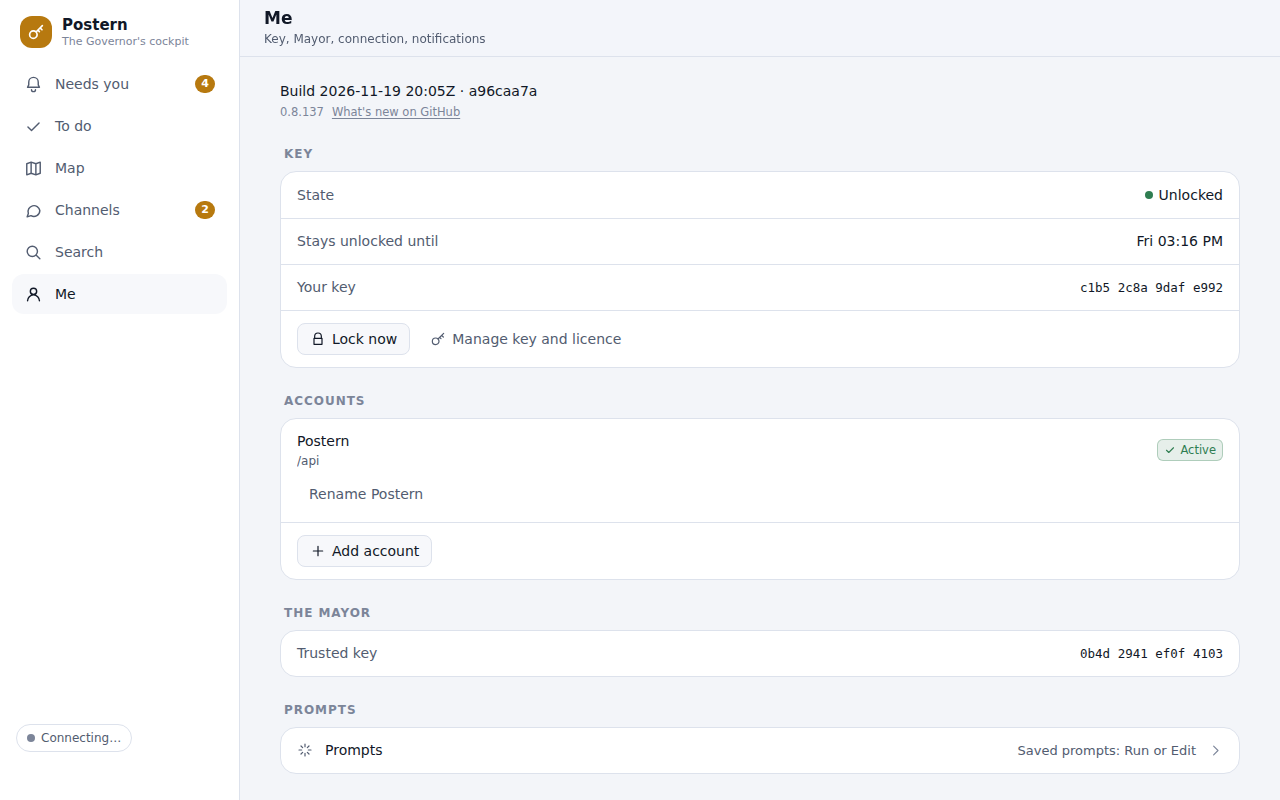 Postern
The Governor's cockpit
Needs you 4
To do
Map
Channels 2
Search
Me
Connecting…
Me
Key, Mayor, connection, notifications
Build 2026-11-19 20:05Z · a96caa7a
0.8.137 What's new on GitHub
KEY
State Unlocked
Stays unlocked until Fri 03:16 PM
Your key c1b5 2c8a 9daf e992
Lock now Manage key and licence
ACCOUNTS
Postern
/api
Active
Rename Postern
Add account
THE MAYOR
Trusted key 0b4d 2941 ef0f 4103
PROMPTS
Prompts Saved prompts: Run or Edit